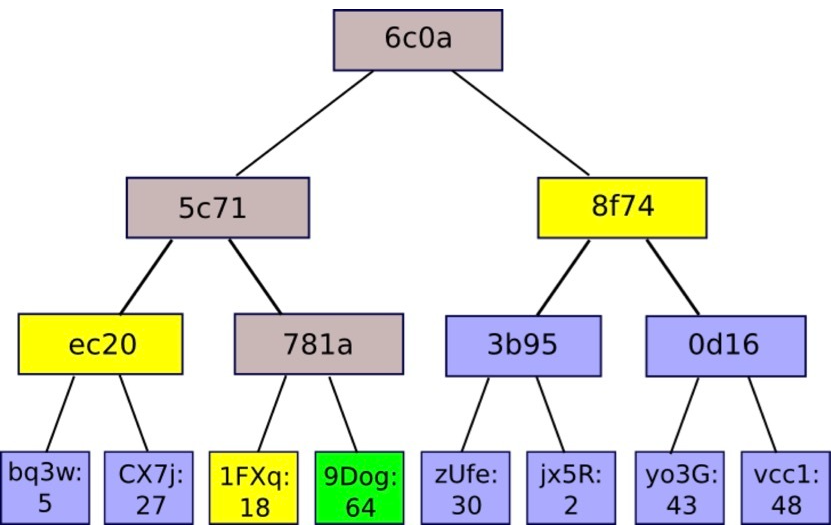 6c0a
5c71
8f74
ec20
781a
3b95
0d16
bq3w:
5
CX7j:
27
1FXq:
18
9Dog:
64
zUfe:
30
jx5R:
2
yo3G:
43
vcc1:
48